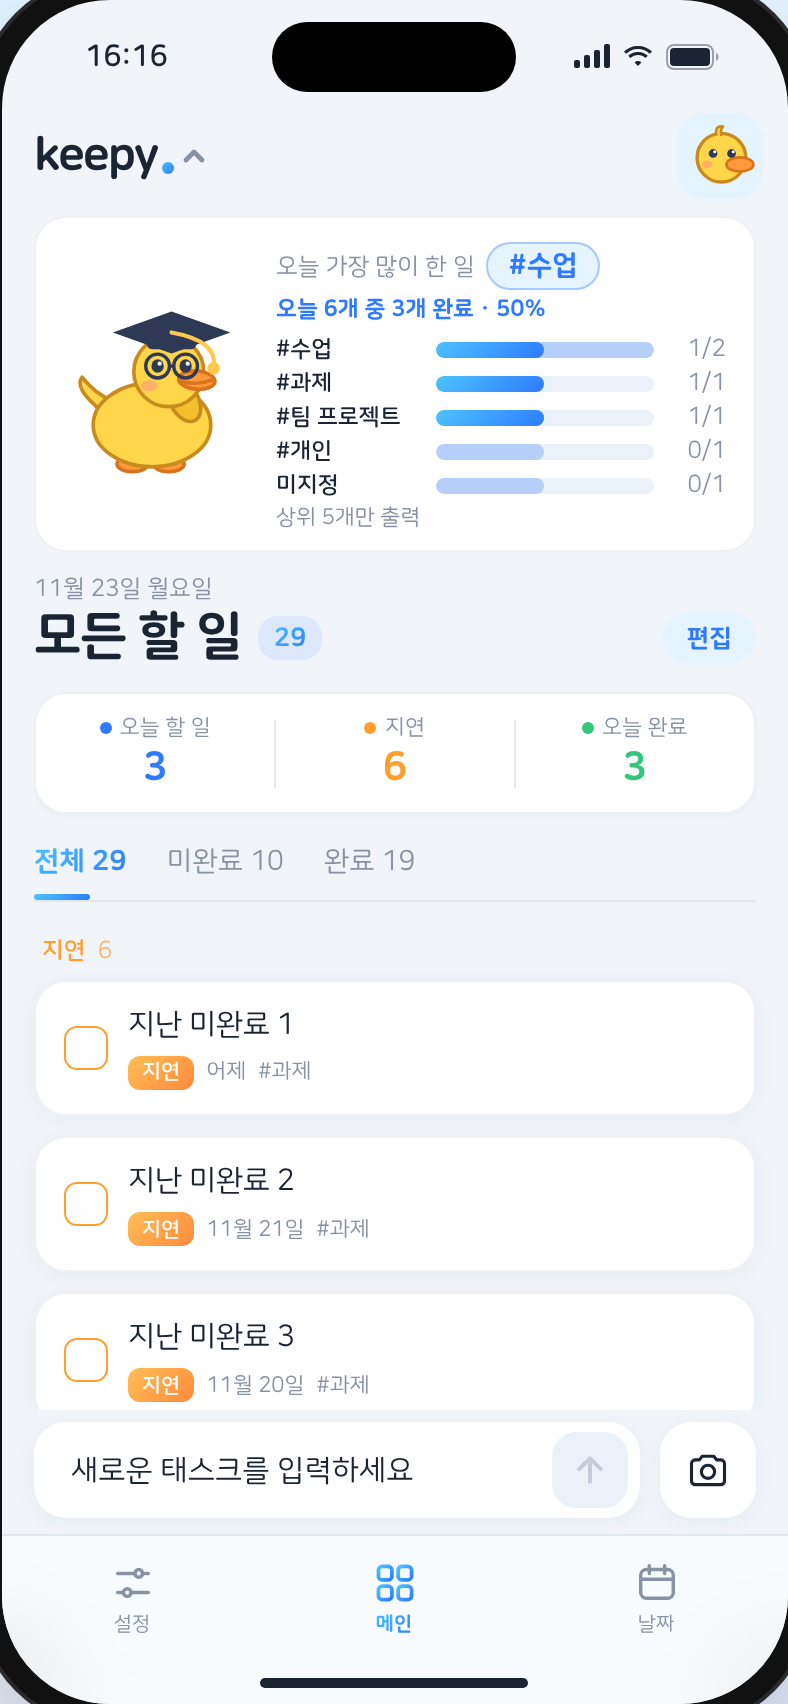 16:16
keepy.
오늘 가장 많이 한 일 #수업
오늘 6개 중 3개 완료 · 50%
#수업 1/2
#과제 1/1
#팀 프로젝트 1/1
#개인 0/1
미지정 0/1
상위 5개만 출력
11월 23일 월요일
모든 할 일 29 편집
오늘 할 일 지연 오늘 완료
3 6 3
전체 29 미완료 10 완료 19
지연 6
지난 미완료 1
지연 어제 #과제
지난 미완료 2
지연 11월 21일 #과제
지난 미완료 3
지연 11월 20일 #과제
새로운 태스크를 입력하세요
설정 메인 날짜